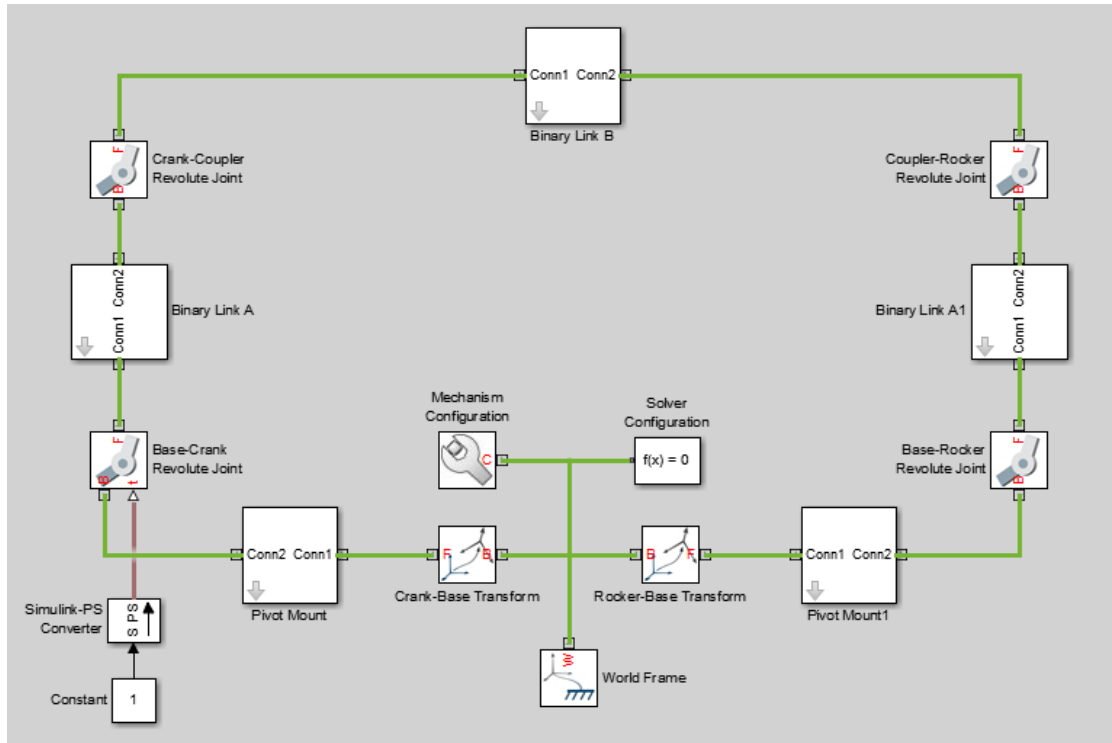 Conn1 Conn2
Binary Link B
F
Crank-Coupler
Revolute Joint
B
Coupler-Rocker
Revolute Joint
F
B
Conn2
Conn1
Binary Link A
Binary Link A1
Conn2
Conn1
F
Base-Crank
Revolute Joint
B
t
Mechanism
Configuration
C
Solver
Configuration
f(x) = 0
Base-Rocker
Revolute Joint
F
B
Conn2 Conn1
Pivot Mount
F
B
Crank-Base Transform
B
F
Rocker-Base Transform
Conn1 Conn2
Pivot Mount1
Simulink-PS
Converter
S PS
W
World Frame
Constant
1